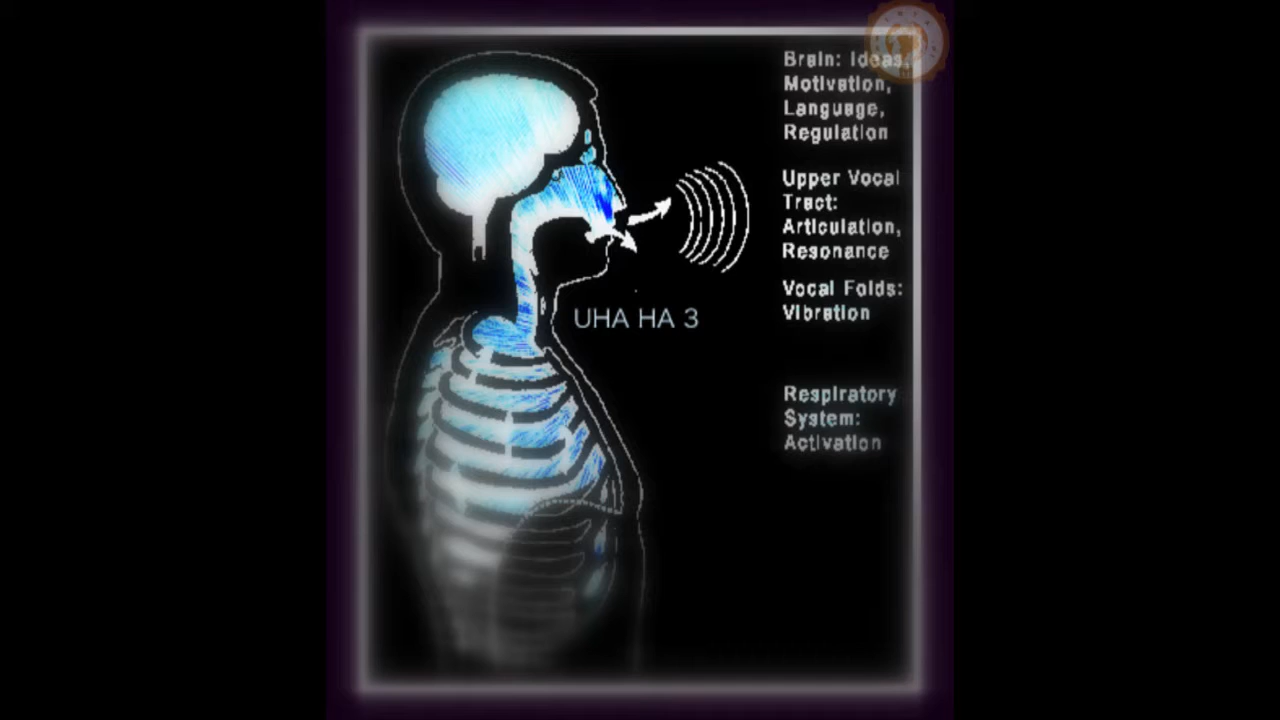 Brain: Ideas,
Motivation,
Language,
Regulation
Upper Vocal
Tract:
Articulation,
Resonance
Vocal Folds:
Vibration
UHA HA 3
Respiratory
System:
Activation